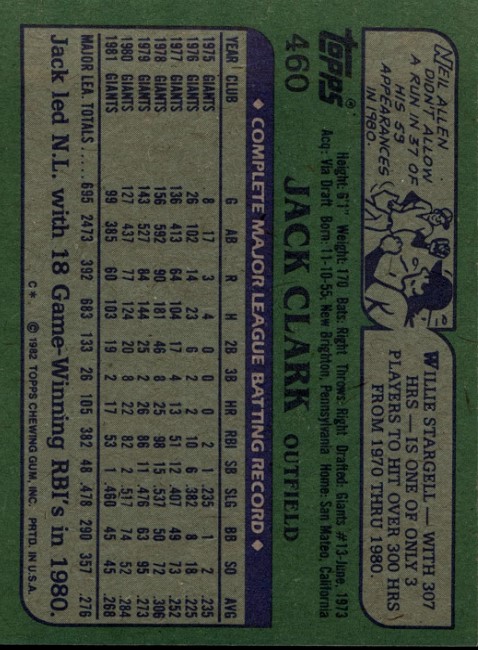 NEIL ALLEN
DIDN'T ALLOW
A RUN IN 37 OF
HIS 59
APPEARANCES
IN 1980.
WILLIE STARGELL — WITH 307
HRS — IS ONE OF ONLY 3
PLAYERS TO HIT OVER 300 HRS
FROM 1970 THRU 1980.
TOPPS®
460 JACK CLARK OUTFIELD
Height: 6'1" Weight: 170 Bats: Right Throws: Right Drafted: Giants #13-June, 1973
Acq: Via Draft Born: 11-10-55, New Brighton, Pennsylvania Home: San Mateo, California
◆ COMPLETE MAJOR LEAGUE BATTING RECORD ◆
YEAR CLUB G AB R H 2B 3B HR RBI SB SLG BB SO AVG
1975 GIANTS 8 17 3 4 0 0 0 2 1 .235 1 2 .235
1976 GIANTS 26 102 14 23 6 2 2 10 6 .382 8 18 .225
1977 GIANTS 136 413 64 104 17 4 13 51 12 .407 49 73 .252
1978 GIANTS 156 592 90 181 46 8 25 98 15 .537 50 72 .306
1979 GIANTS 143 527 84 144 25 2 26 86 11 .476 63 95 .273
1980 GIANTS 127 437 77 124 20 8 22 82 2 .517 74 52 .284
1981 GIANTS 99 385 60 103 19 2 17 53 1 .460 45 45 .268
MAJOR LEA. TOTALS ..... 695 2473 392 683 133 26 105 382 48 .478 290 357 .276
Jack led N.L. with 18 Game-Winning RBI's in 1980.
C* © 1982 TOPPS CHEWING GUM, INC. PRTD. IN U.S.A.